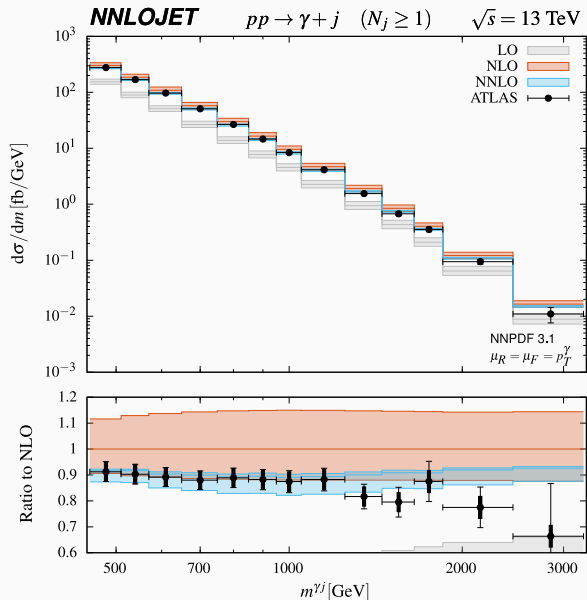 NNLOJET pp → γ + j (N_j ≥ 1) √s = 13 TeV
LO
NLO
NNLO
ATLAS
10^3
10^2
10^1
10^0
10^−1
10^−2
10^−3
dσ/dm [fb/GeV]
NNPDF 3.1
μ_R = μ_F = p_T^γ
1.2
1.1
1
0.9
0.8
0.7
0.6
Ratio to NLO
500 700 1000 2000 3000
m^γj [GeV]